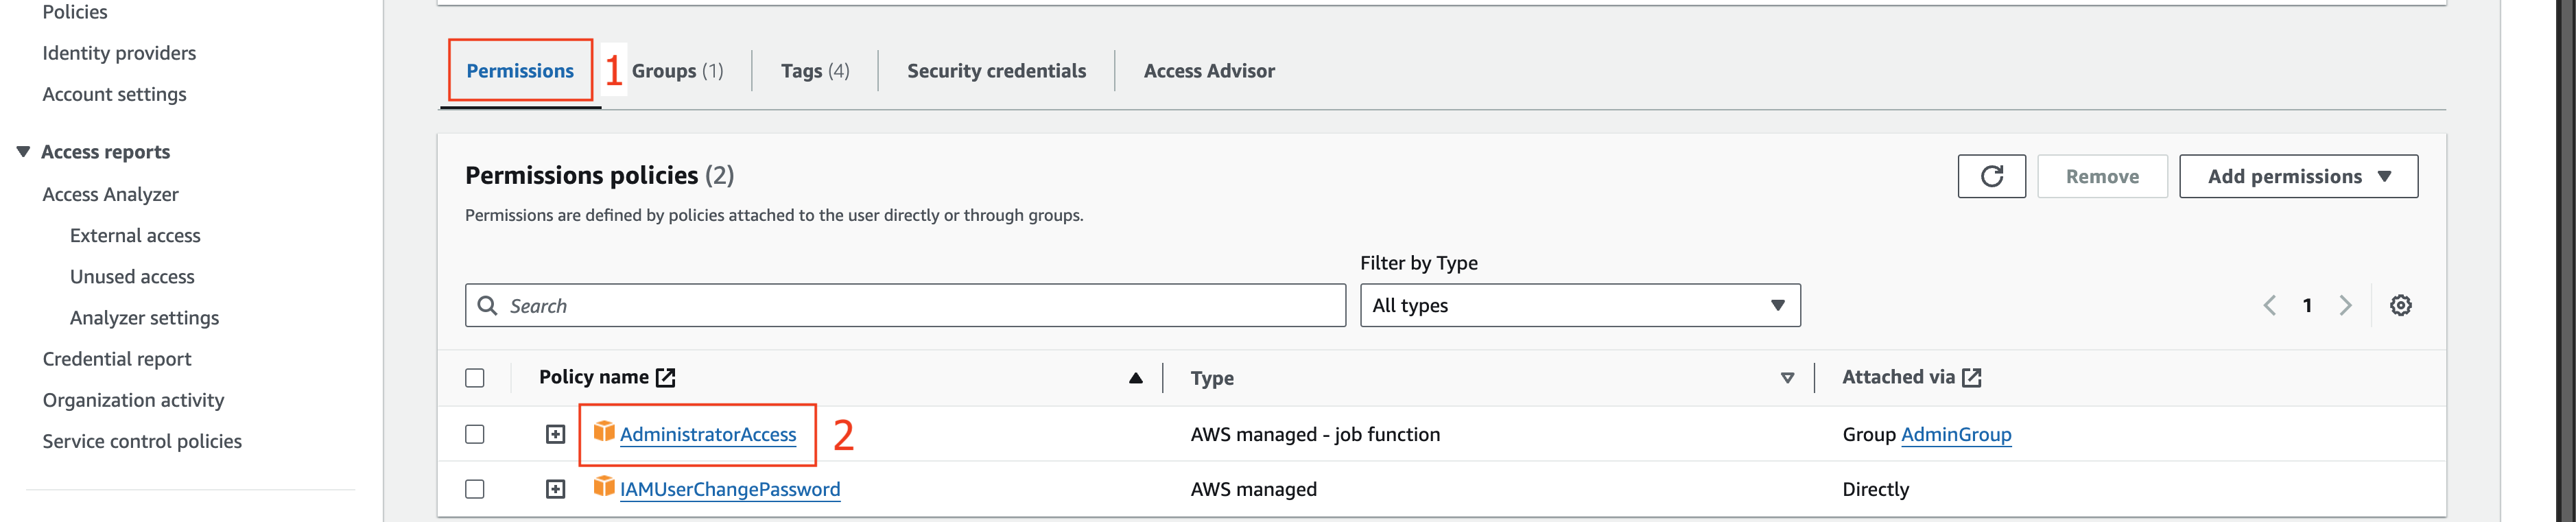 Policies
Identity providers
Account settings
Access reports
Access Analyzer
External access
Unused access
Analyzer settings
Credential report
Organization activity
Service control policies
Permissions 1 Groups (1) Tags (4) Security credentials Access Advisor
Permissions policies (2) Remove Add permissions
Permissions are defined by policies attached to the user directly or through groups.
Filter by Type
Search All types 1
Policy name Type Attached via
AdministratorAccess 2 AWS managed - job function Group AdminGroup
IAMUserChangePassword AWS managed Directly